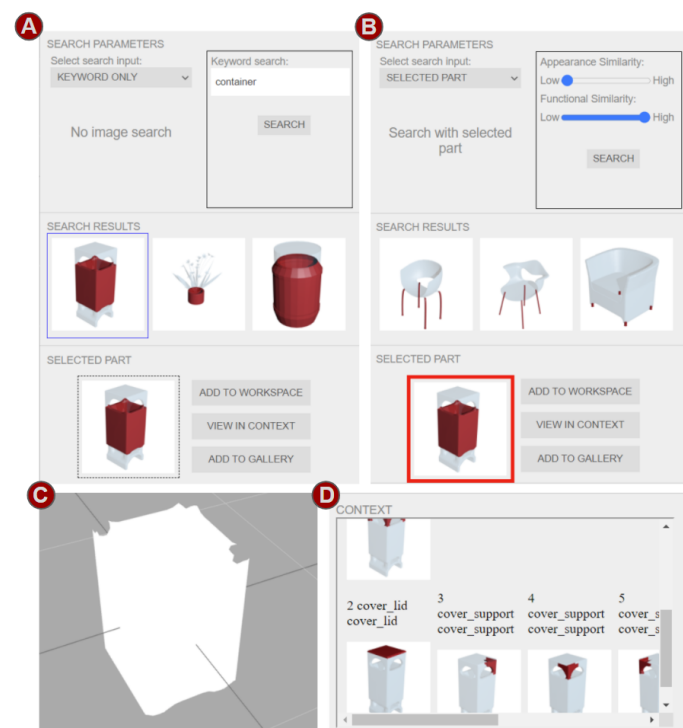 A
SEARCH PARAMETERS
Select search input:
KEYWORD ONLY
No image search
Keyword search:
container
SEARCH
SEARCH RESULTS
SELECTED PART
ADD TO WORKSPACE
VIEW IN CONTEXT
ADD TO GALLERY
B
SEARCH PARAMETERS
Select search input:
SELECTED PART
Search with selected
part
Appearance Similarity:
Low High
Functional Similarity:
Low High
SEARCH
SEARCH RESULTS
SELECTED PART
ADD TO WORKSPACE
VIEW IN CONTEXT
ADD TO GALLERY
C
D
CONTEXT
2 cover_lid
cover_lid
3
cover_support
cover_support
4
cover_support
cover_support
5
cover_s
cover_s